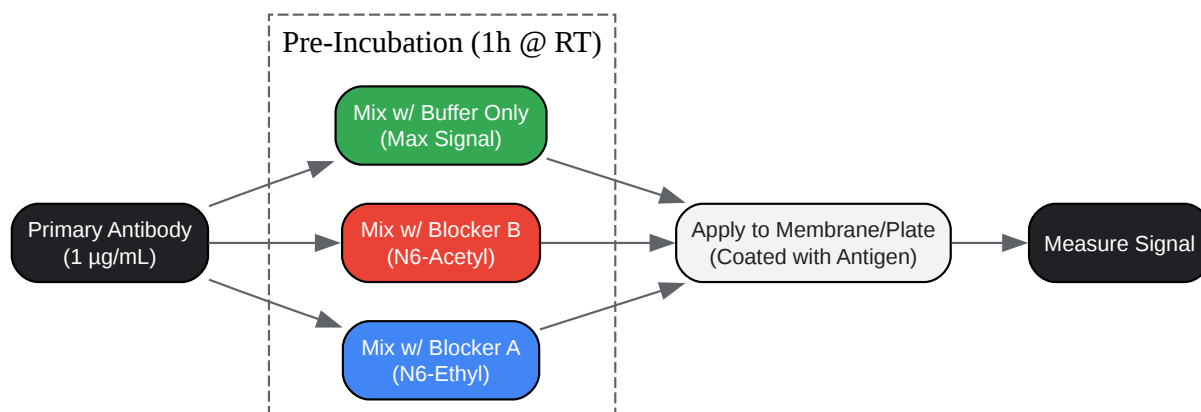 Pre-Incubation (1h @ RT)
Mix w/ Buffer Only
(Max Signal)
Primary Antibody
(1 µg/mL)
Mix w/ Blocker B
(N6-Acetyl)
Apply to Membrane/Plate
(Coated with Antigen)
Measure Signal
Mix w/ Blocker A
(N6-Ethyl)